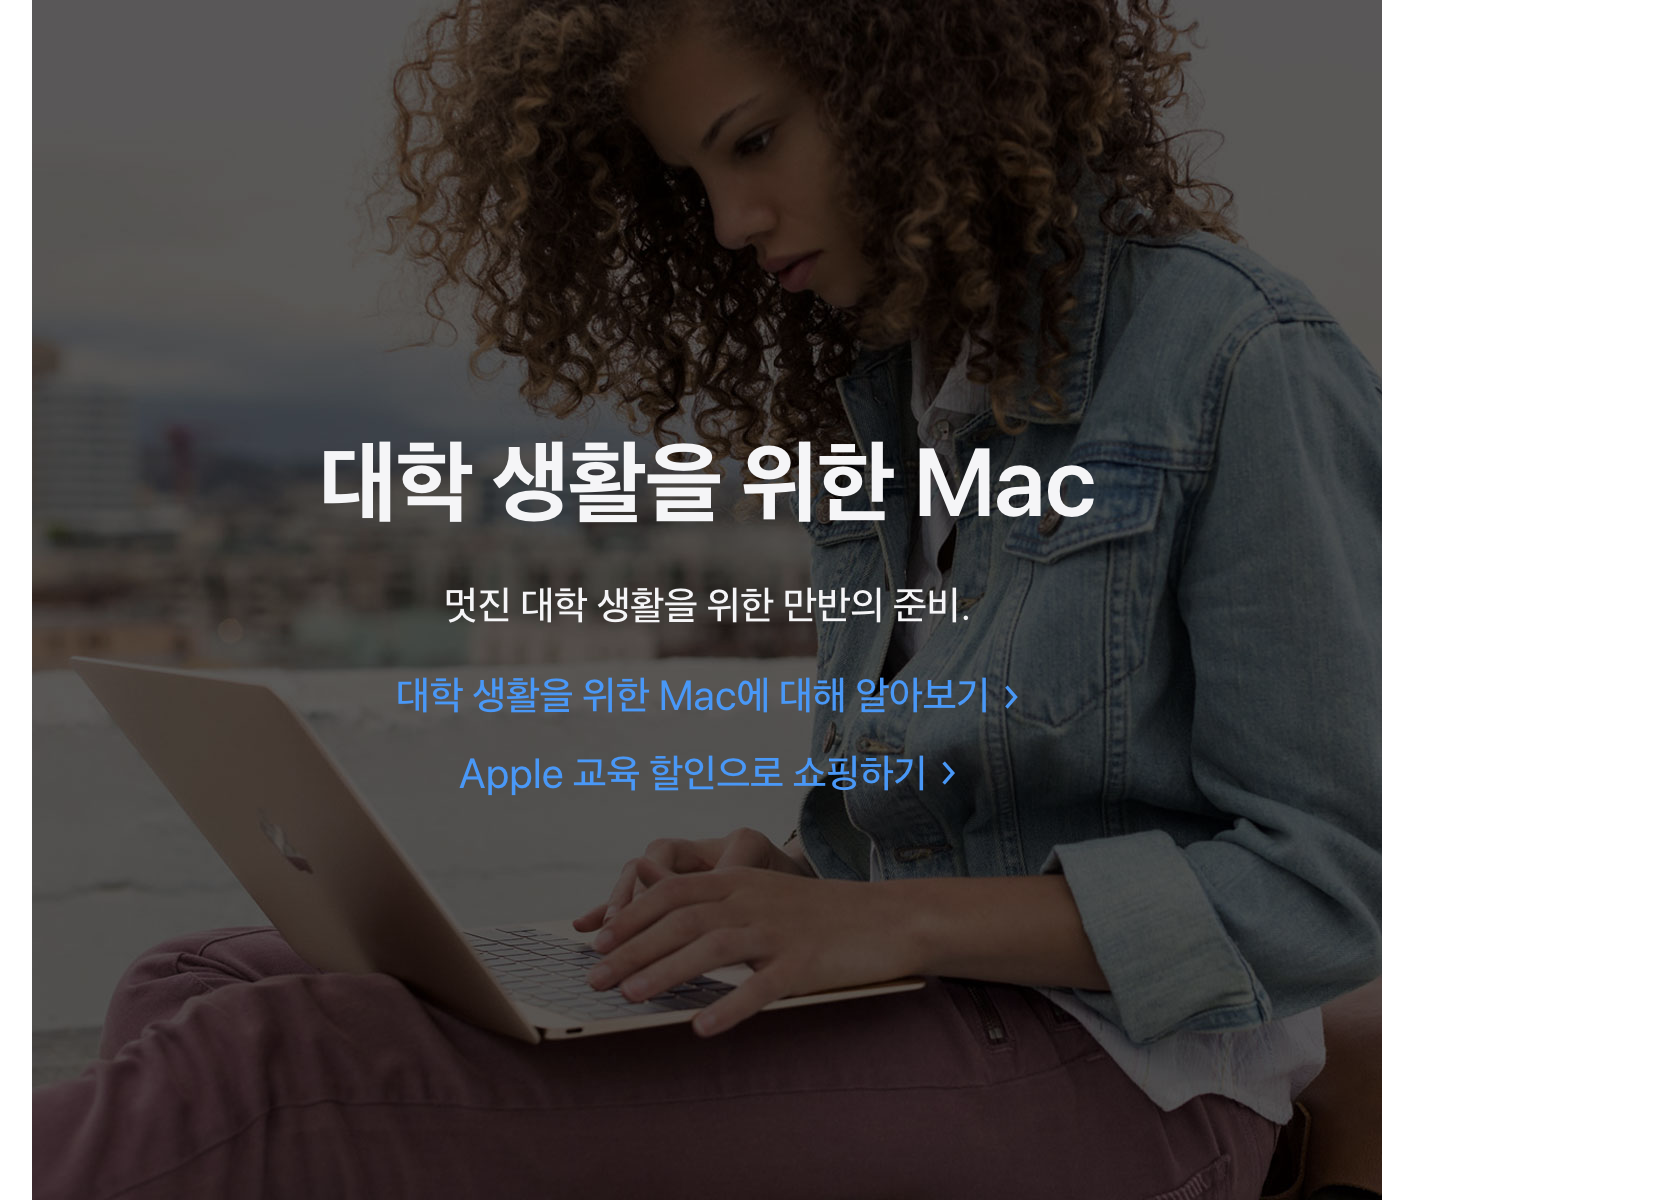 대학 생활을 위한 Mac
멋진 대학 생활을 위한 만반의 준비.
대학 생활을 위한 Mac에 대해 알아보기 >
Apple 교육 할인으로 쇼핑하기 >